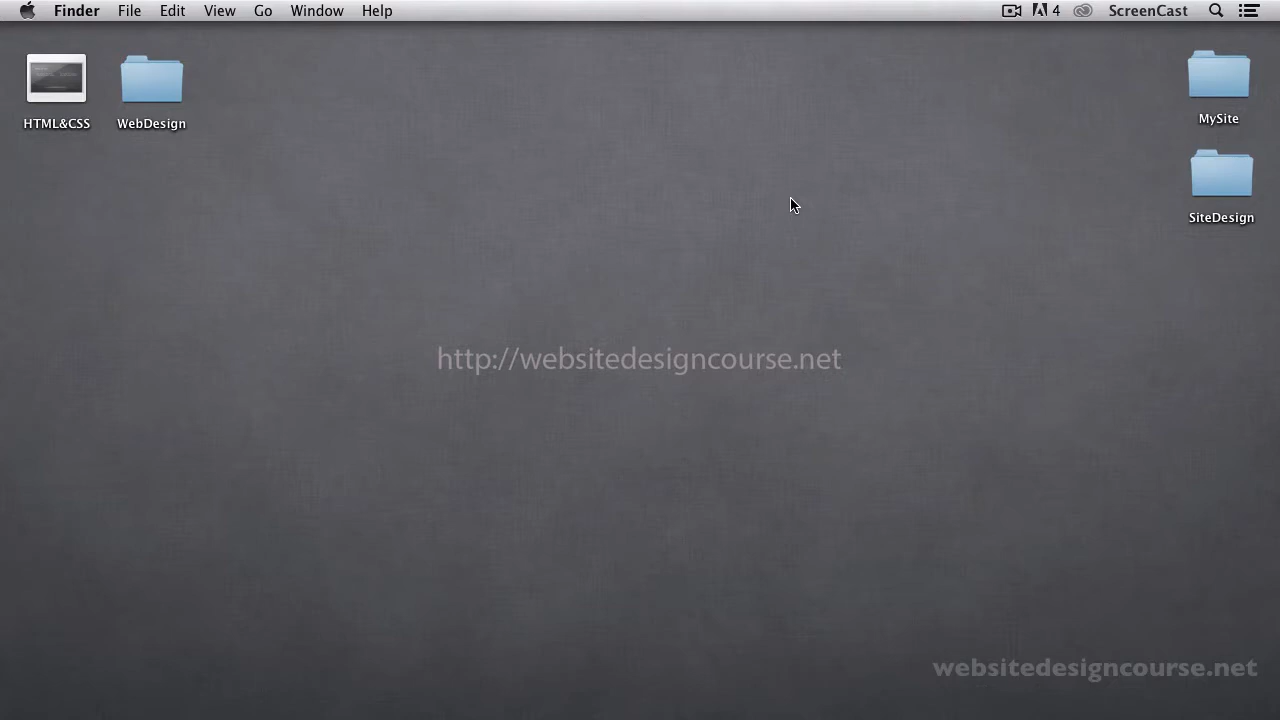 Finder File Edit View Go Window Help 4 ScreenCast
HTML&CSS WebDesign MySite
SiteDesign
http://websitedesigncourse.net
websitedesigncourse.net